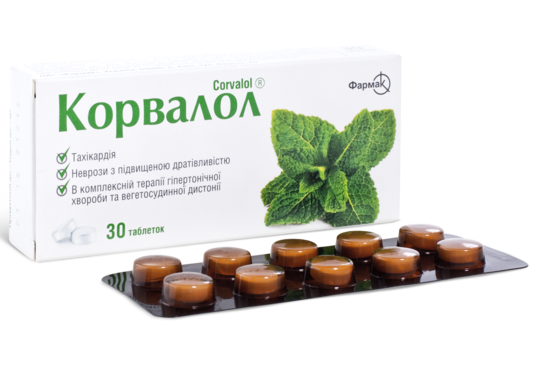 Corvalol ®
Корвалол
Фармак
Тахікардія
Неврози з підвищеною дратівливістю
В комплексній терапії гіпертонічної
хвороби та вегетосудинної дистонії
30 таблеток